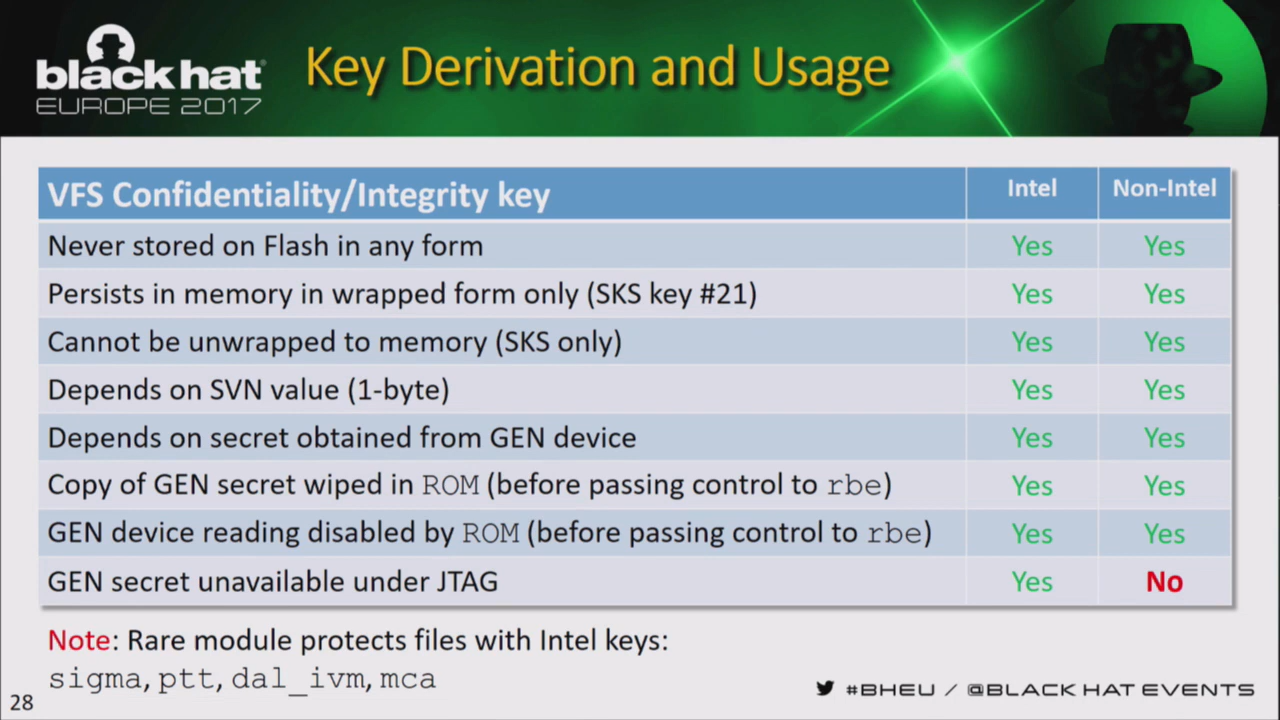 black hat
EUROPE 2017
Key Derivation and Usage
VFS Confidentiality/Integrity key Intel Non-Intel
Never stored on Flash in any form Yes Yes
Persists in memory in wrapped form only (SKS key #21) Yes Yes
Cannot be unwrapped to memory (SKS only) Yes Yes
Depends on SVN value (1-byte) Yes Yes
Depends on secret obtained from GEN device Yes Yes
Copy of GEN secret wiped in ROM (before passing control to rbe) Yes Yes
GEN device reading disabled by ROM (before passing control to rbe) Yes Yes
GEN secret unavailable under JTAG Yes No
Note: Rare module protects files with Intel keys:
sigma, ptt, dal_ivm, mca
28
#BHEU / @BLACK HAT EVENTS